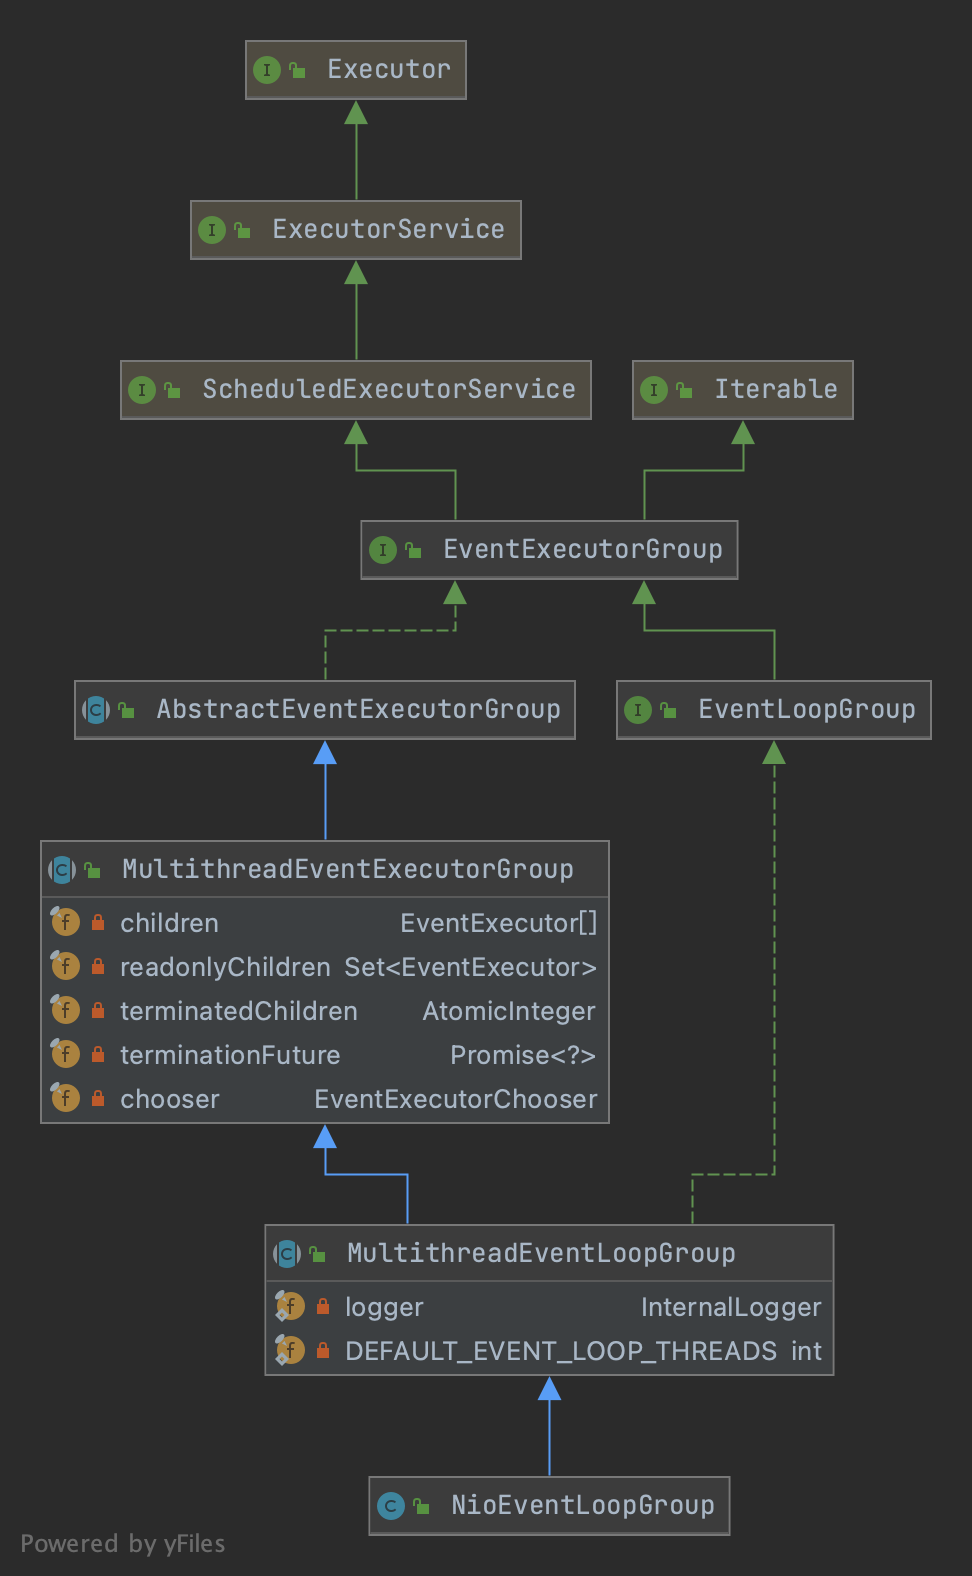 Executor
ExecutorService
ScheduledExecutorService
Iterable
EventExecutorGroup
AbstractEventExecutorGroup
EventLoopGroup
MultithreadEventExecutorGroup
children EventExecutor[]
readonlyChildren Set<EventExecutor>
terminatedChildren AtomicInteger
terminationFuture Promise<?>
chooser EventExecutorChooser
MultithreadEventLoopGroup
logger InternalLogger
DEFAULT_EVENT_LOOP_THREADS int
NioEventLoopGroup
Powered by yFiles